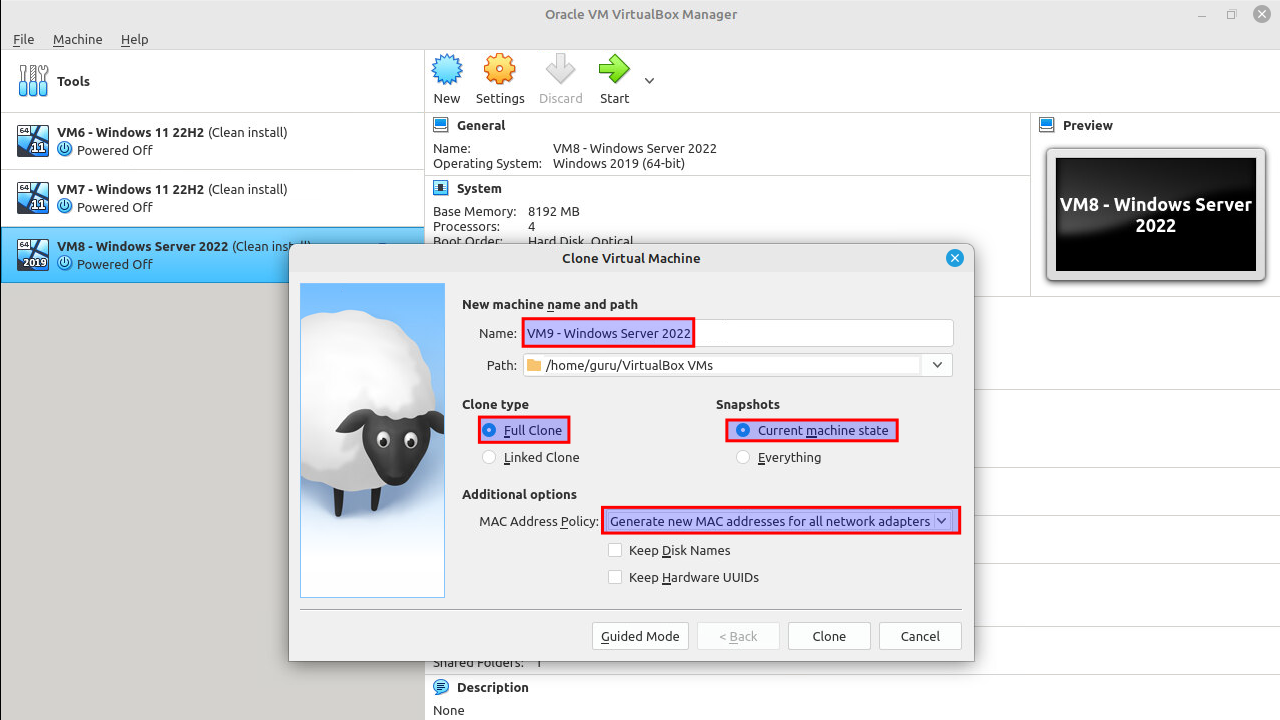 Oracle VM VirtualBox Manager
File Machine Help
Tools
New Settings Discard Start
64
11
VM6 - Windows 11 22H2 (Clean install)
Powered Off
64
11
VM7 - Windows 11 22H2 (Clean install)
Powered Off
64
2019
VM8 - Windows Server 2022 (Clean install)
Powered Off
General
Name: VM8 - Windows Server 2022
Operating System: Windows 2019 (64-bit)
System
Base Memory: 8192 MB
Processors: 4
Boot Order: Hard Disk, Optical
Preview
VM8 - Windows Server
2022
Clone Virtual Machine
New machine name and path
Name: VM9 - Windows Server 2022
Path: /home/guru/VirtualBox VMs
Clone type Snapshots
Full Clone Current machine state
Linked Clone Everything
Additional options
MAC Address Policy: Generate new MAC addresses for all network adapters
Keep Disk Names
Keep Hardware UUIDs
Guided Mode < Back Clone Cancel
Shared Folders: 1
Description
None